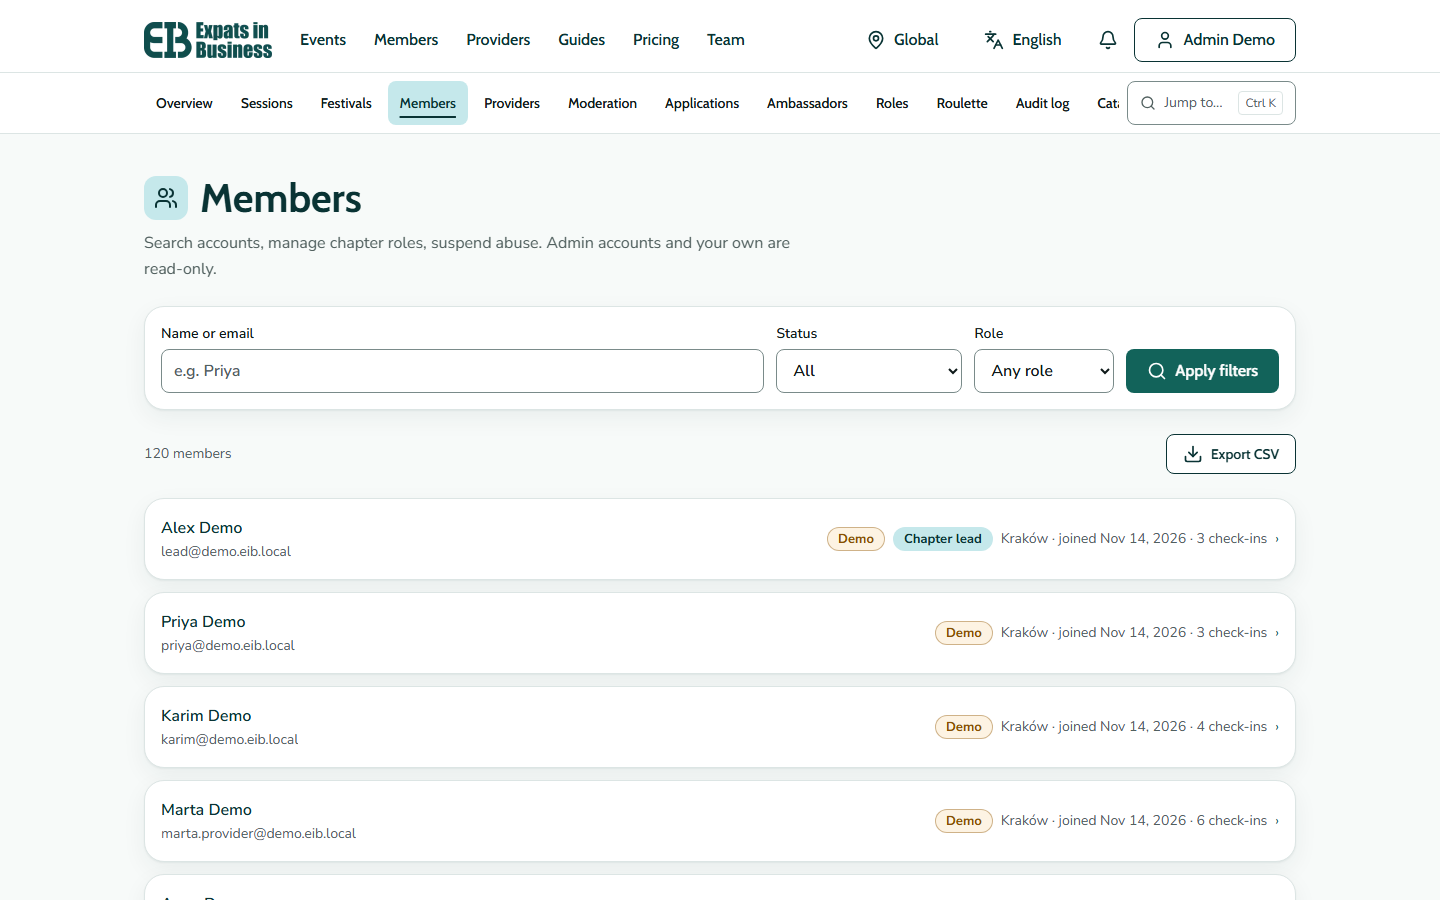 EIB Expats in Business
Events Members Providers Guides Pricing Team Global English Admin Demo
Overview Sessions Festivals Members Providers Moderation Applications Ambassadors Roles Roulette Audit log Jump to... Ctrl K
Members
Search accounts, manage chapter roles, suspend abuse. Admin accounts and your own are
read-only.
Name or email Status Role
e.g. Priya All Any role Apply filters
120 members Export CSV
Alex Demo
lead@demo.eib.local
Demo Chapter lead Kraków · joined Nov 14, 2026 · 3 check-ins ›
Priya Demo
priya@demo.eib.local
Demo Kraków · joined Nov 14, 2026 · 3 check-ins ›
Karim Demo
karim@demo.eib.local
Demo Kraków · joined Nov 14, 2026 · 4 check-ins ›
Marta Demo
marta.provider@demo.eib.local
Demo Kraków · joined Nov 14, 2026 · 6 check-ins ›